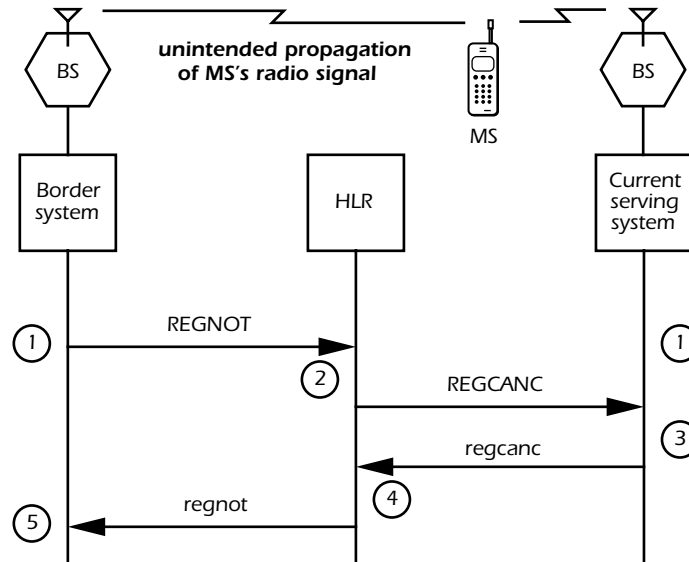 unintended propagation
of MS's radio signal
BS
MS
BS
Border
system
HLR
Current
serving
system
REGNOT
1
1
2
REGCANC
regcanc
3
4
regnot
5